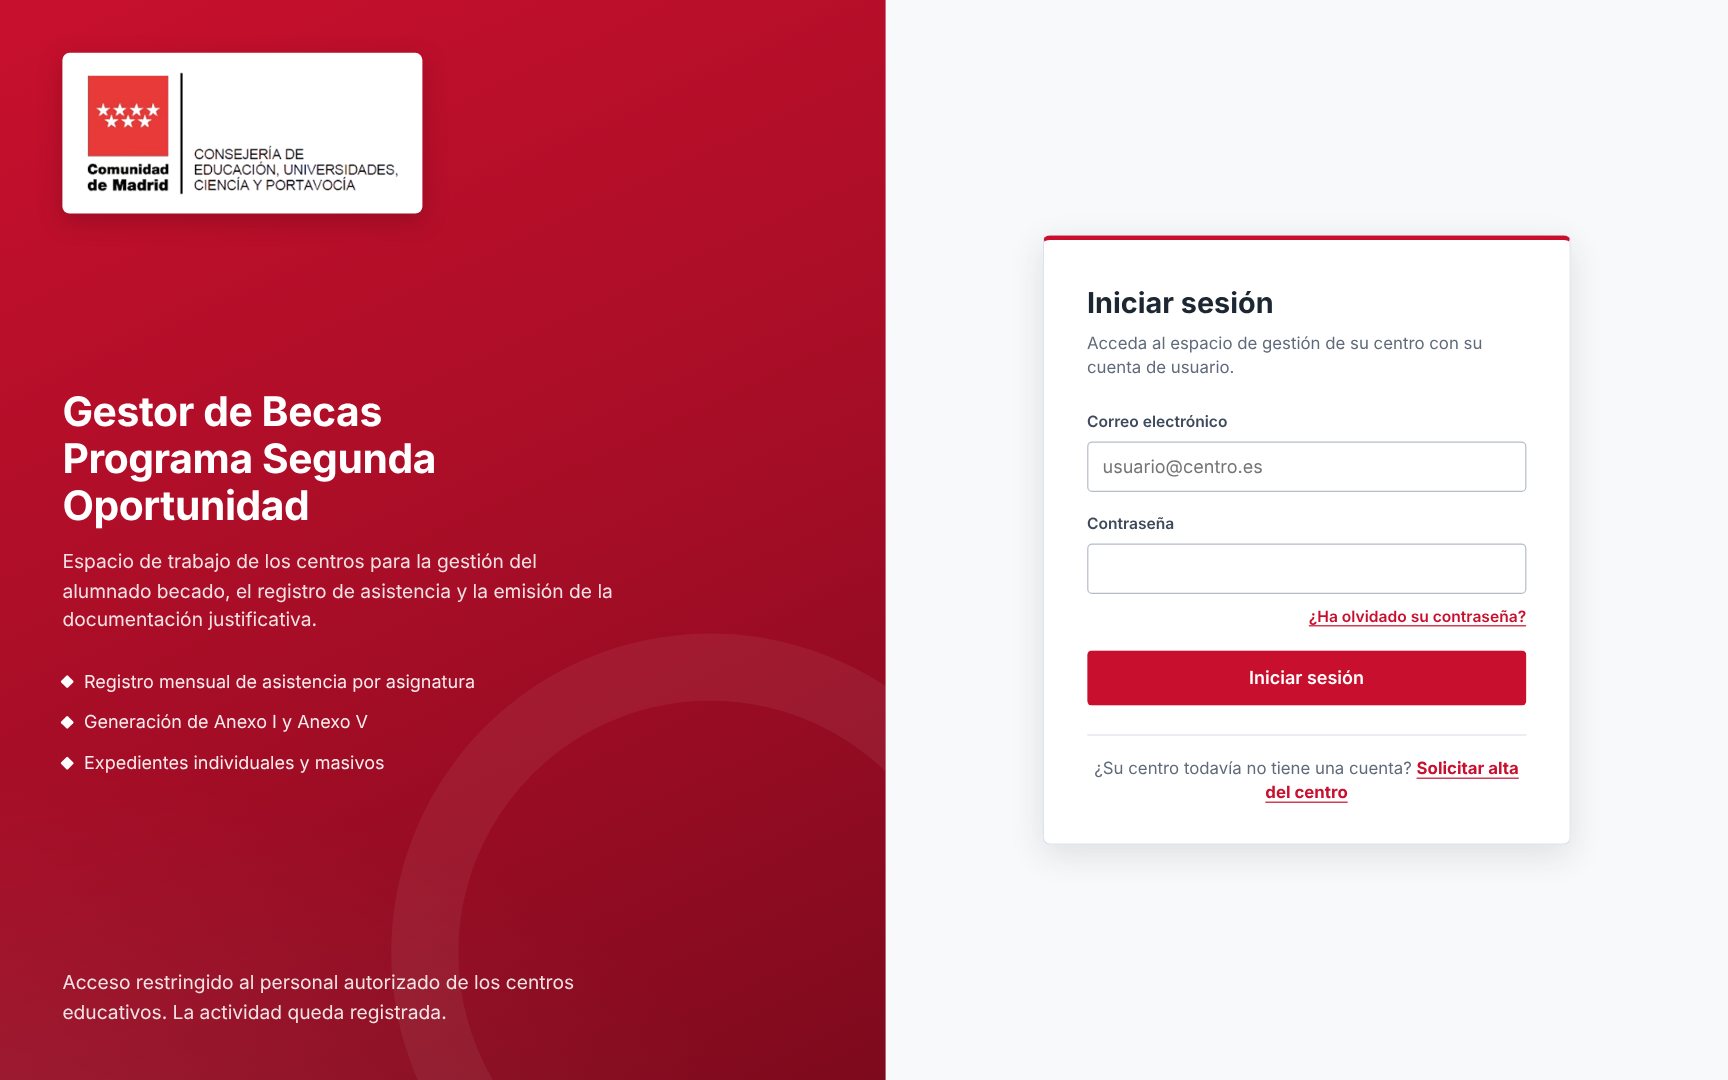 Comunidad
de Madrid
CONSEJERÍA DE
EDUCACIÓN, UNIVERSIDADES,
CIENCIA Y PORTAVOCÍA
Gestor de Becas
Programa Segunda
Oportunidad
Espacio de trabajo de los centros para la gestión del
alumnado becado, el registro de asistencia y la emisión de la
documentación justificativa.
Registro mensual de asistencia por asignatura
Generación de Anexo I y Anexo V
Expedientes individuales y masivos
Acceso restringido al personal autorizado de los centros
educativos. La actividad queda registrada.
Iniciar sesión
Acceda al espacio de gestión de su centro con su
cuenta de usuario.
Correo electrónico
usuario@centro.es
Contraseña
¿Ha olvidado su contraseña?
Iniciar sesión
¿Su centro todavía no tiene una cuenta? Solicitar alta
del centro